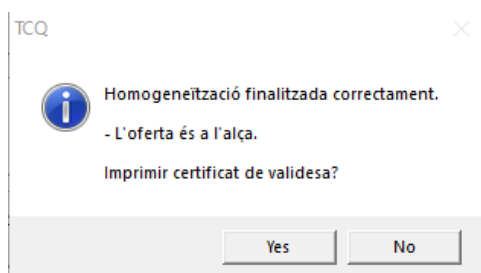 TCQ
Homogeneïtzació finalitzada correctament.
- L'oferta és a l'alça.
Imprimir certificat de validesa?
Yes No